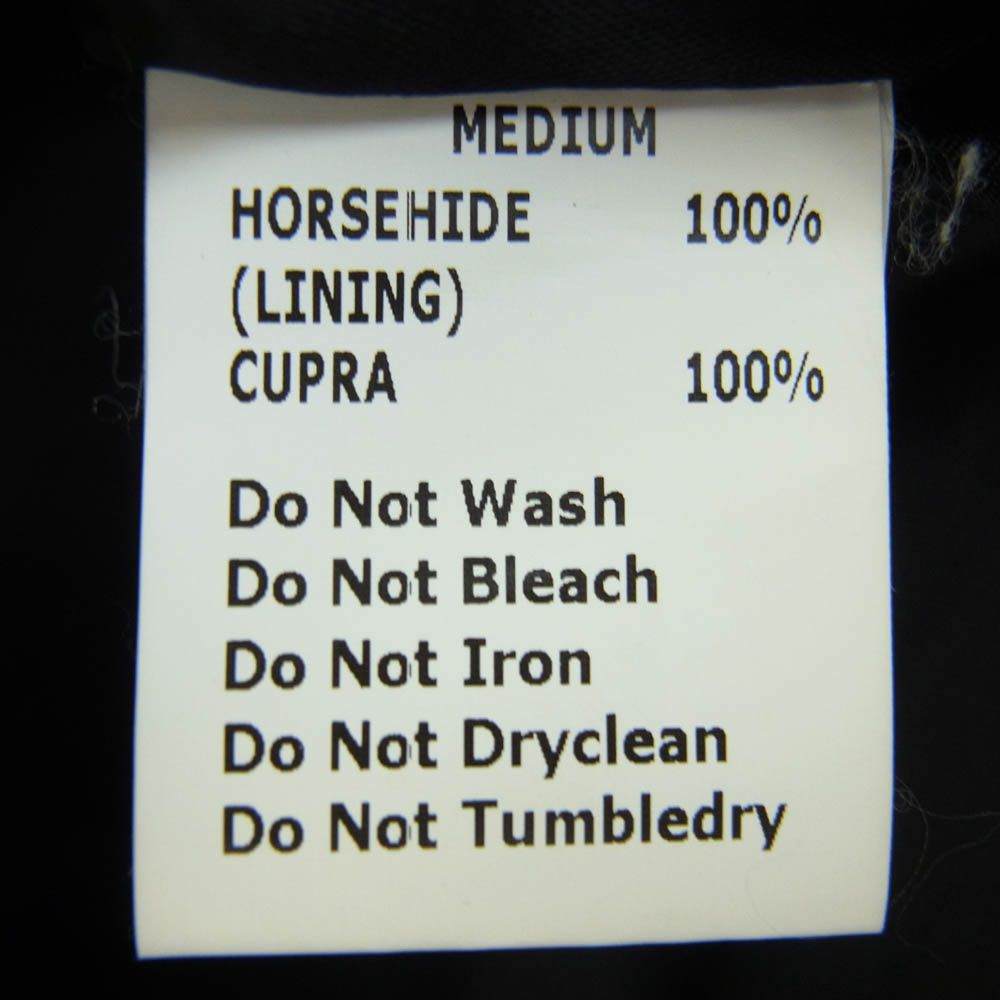 MEDIUM
HORSEHIDE 100%
(LINING)
CUPRA 100%
Do Not Wash
Do Not Bleach
Do Not Iron
Do Not Dryclean
Do Not Tumbledry